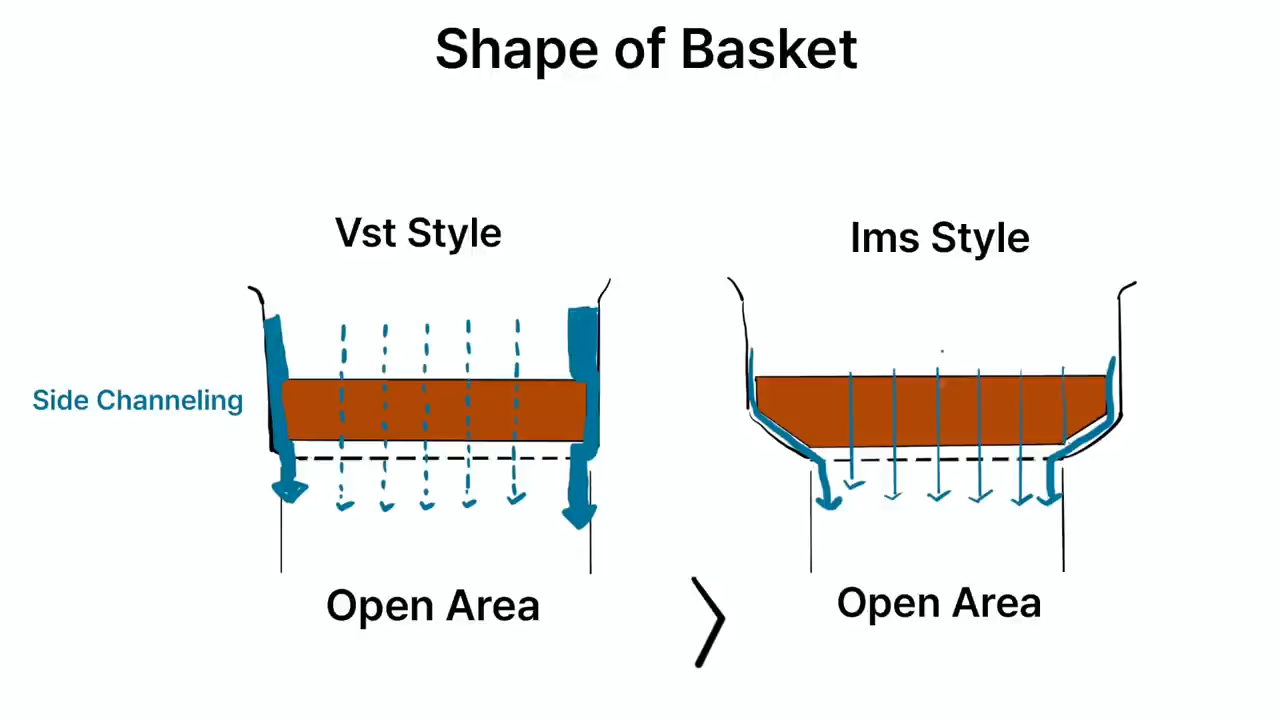 Shape of Basket
Vst Style
Ims Style
Side Channeling
Open Area
>
Open Area